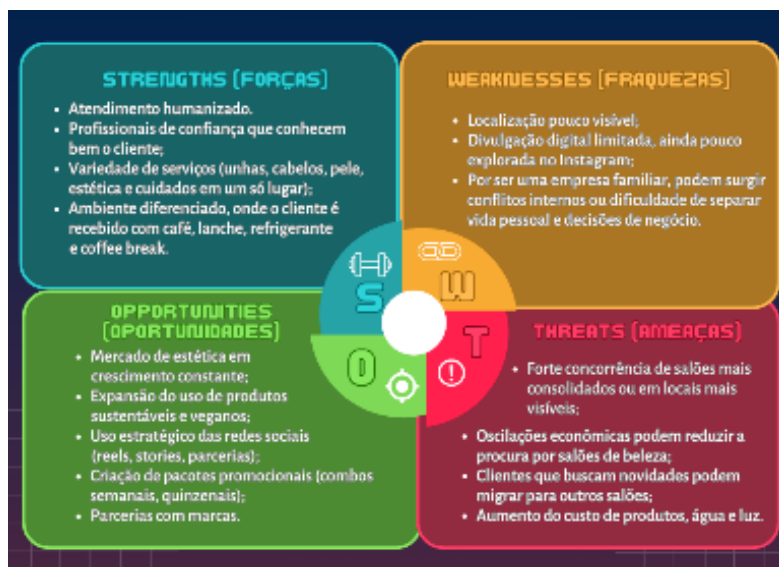 STRENGTHS (FORÇAS)
• Atendimento humanizado.
• Profissionais de confiança que conhecem
bem o cliente;
• Variedade de serviços (unhas, cabelos, pele,
estética e cuidados em um só lugar);
• Ambiente diferenciado, onde o cliente é
recebido com café, lanche, refrigerante
e coffee break.
WEAKNESSES (FRAQUEZAS)
• Localização pouco visível;
• Divulgação digital limitada, ainda pouco
explorada no Instagram;
• Por ser uma empresa familiar, podem surgir
conflitos internos ou dificuldade de separar
vida pessoal e decisões de negócio.
S
W
O
T
OPPORTUNITIES
(OPORTUNIDADES)
• Mercado de estética em
crescimento constante;
• Expansão do uso de produtos
sustentáveis e veganos;
• Uso estratégico das redes sociais
(reels, stories, parcerias);
• Criação de pacotes promocionais (combos
semanais, quinzenais);
• Parcerias com marcas.
THREATS (AMEAÇAS)
• Forte concorrência de salões mais
consolidados ou em locais mais
visíveis;
• Oscilações econômicas podem reduzir a
procura por salões de beleza;
• Clientes que buscam novidades podem
migrar para outros salões;
• Aumento do custo de produtos, água e luz.